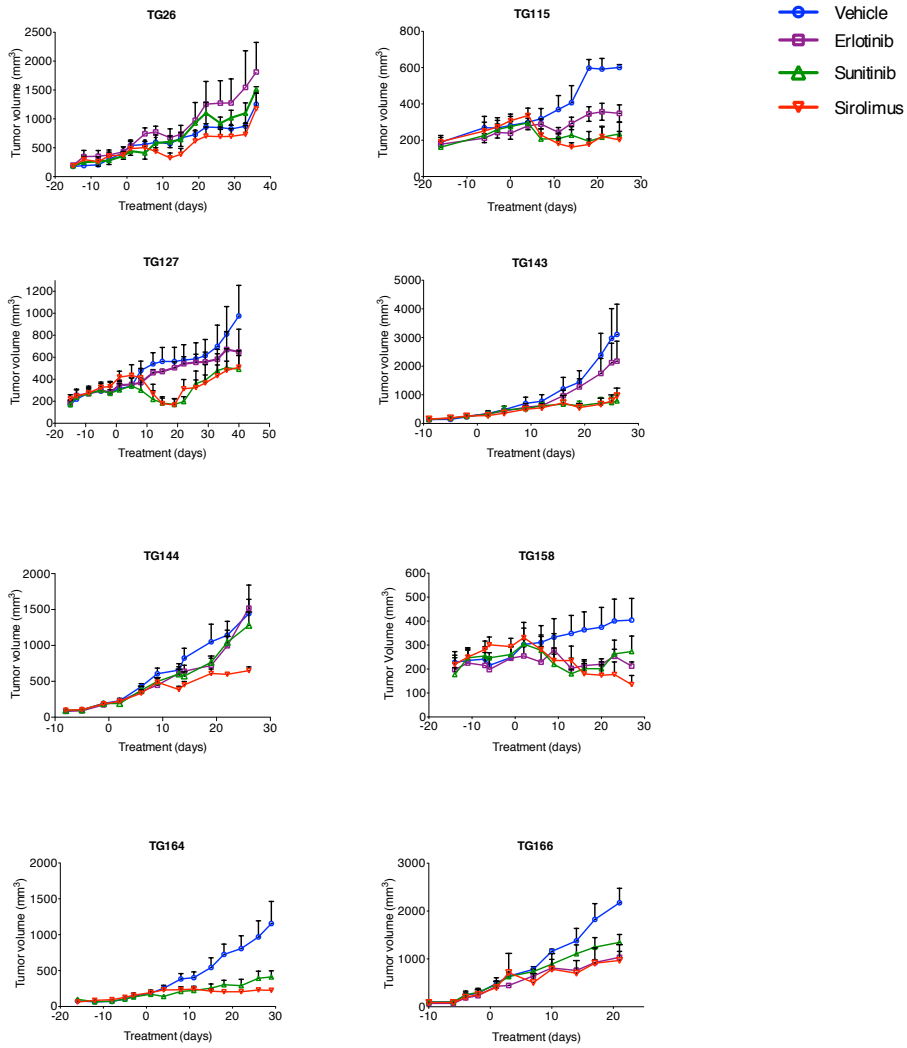 TG26
Tumor volume (mm³)
2500
2000
1500
1000
500
0
-20 -10 0 10 20 30 40
Treatment (days)
TG115
Tumor volume (mm³)
800
600
400
200
0
-20 -10 0 10 20 30
Treatment (days)
Vehicle
Erlotinib
Sunitinib
Sirolimus
TG127
Tumor volume (mm³)
1200
1000
800
600
400
200
0
-20 -10 0 10 20 30 40 50
Treatment (days)
TG143
Tumor volume (mm³)
5000
4000
3000
2000
1000
0
-10 0 10 20 30
Treatment (days)
TG144
Tumor volume (mm³)
2000
1500
1000
500
0
-10 0 10 20 30
Treatment (days)
TG158
Tumor Volume (mm³)
600
500
400
300
200
100
0
-20 -10 0 10 20 30
Treatment (days)
TG164
Tumor volume (mm³)
2000
1500
1000
500
0
-20 -10 0 10 20 30
Treatment (days)
TG166
Tumor volume (mm³)
3000
2000
1000
0
-10 0 10 20
Treatment (days)